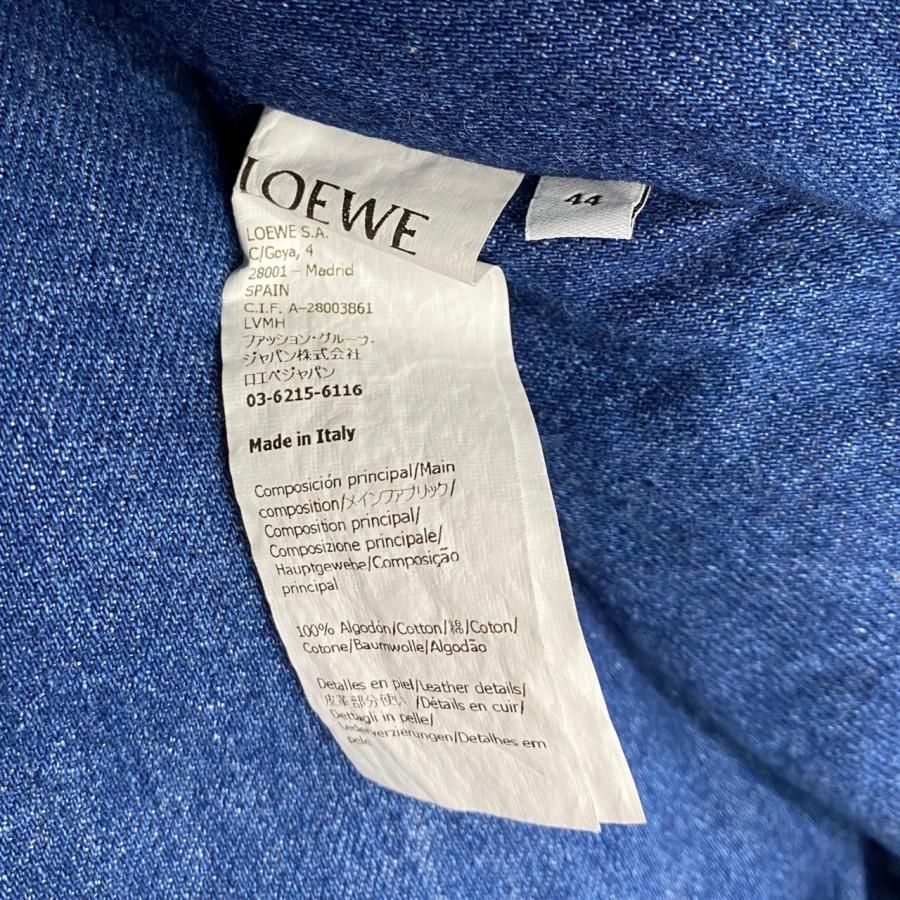 LOEWE
44
LOEWE S.A.
C/Goya, 4
28001 – Madrid
SPAIN
C.I.F. A-28003861
LVMH
ファッション・グループ・
ジャパン株式会社
ロエベジャパン
03-6215-6116
Made in Italy
Composición principal/Main
composition/メインファブリック/
Composition principal/
Composizione principale/
Hauptgewebe/Composição
principal
100% Algodón/Cotton/綿/Coton/
Cotone/Baumwolle/Algodão
Detalles en piel/Leather details/
皮革部分使い /Détails en cuir/
Dettagli in pelle/
Lederverzierungen/Detalhes em
pele